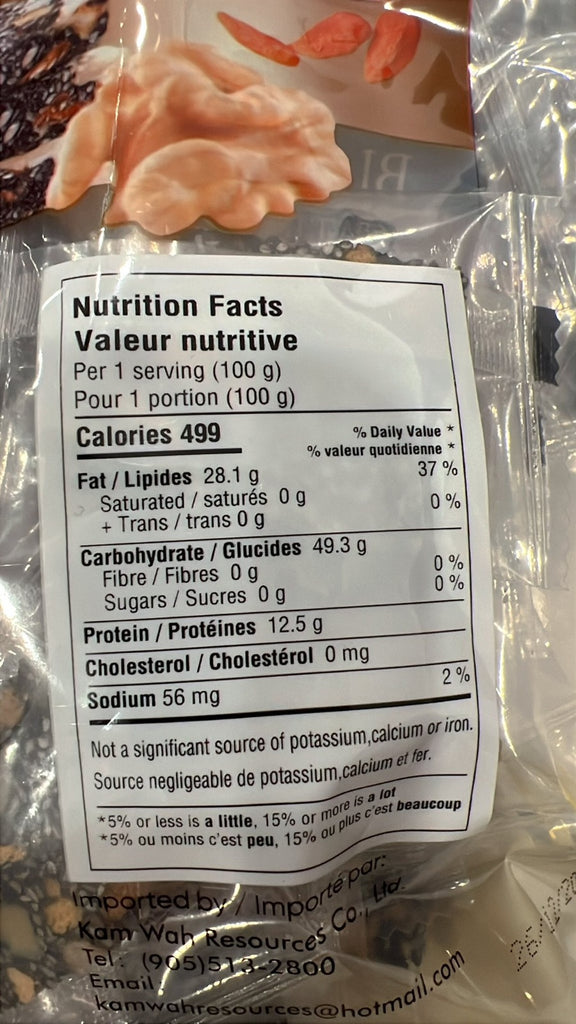 Bl
Nutrition Facts
Valeur nutritive
Per 1 serving (100 g)
Pour 1 portion (100 g)
Calories 499
% Daily Value *
% valeur quotidienne *
Fat / Lipides 28.1 g 37 %
Saturated / saturés 0 g 0 %
+ Trans / trans 0 g
Carbohydrate / Glucides 49.3 g
Fibre / Fibres 0 g 0 %
Sugars / Sucres 0 g 0 %
Protein / Protéines 12.5 g
Cholesterol / Cholestérol 0 mg
Sodium 56 mg 2 %
Not a significant source of potassium,calcium or iron.
Source negligeable de potassium,calcium et fer.
*5% or less is a little, 15% or more is a lot
*5% ou moins c'est peu, 15% ou plus c'est beaucoup
Imported by / Importé par:
Kam Wah Resources Co., Ltd.
Tel: (905)513-2800
Email:
kamwahresources@hotmail.com